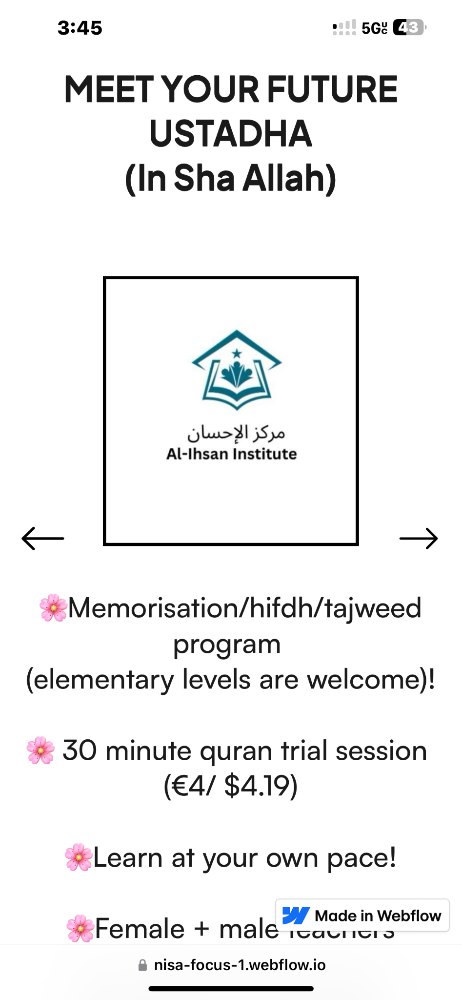 3:45
5GUC 43
MEET YOUR FUTURE
USTADHA
(In Sha Allah)
مركز الإحسان
Al-Ihsan Institute
🌸Memorisation/hifdh/tajweed
program
(elementary levels are welcome)!
🌸 30 minute quran trial session
(€4/ $4.19)
🌸Learn at your own pace!
🌸Female + male teachers
Made in Webflow
nisa-focus-1.webflow.io